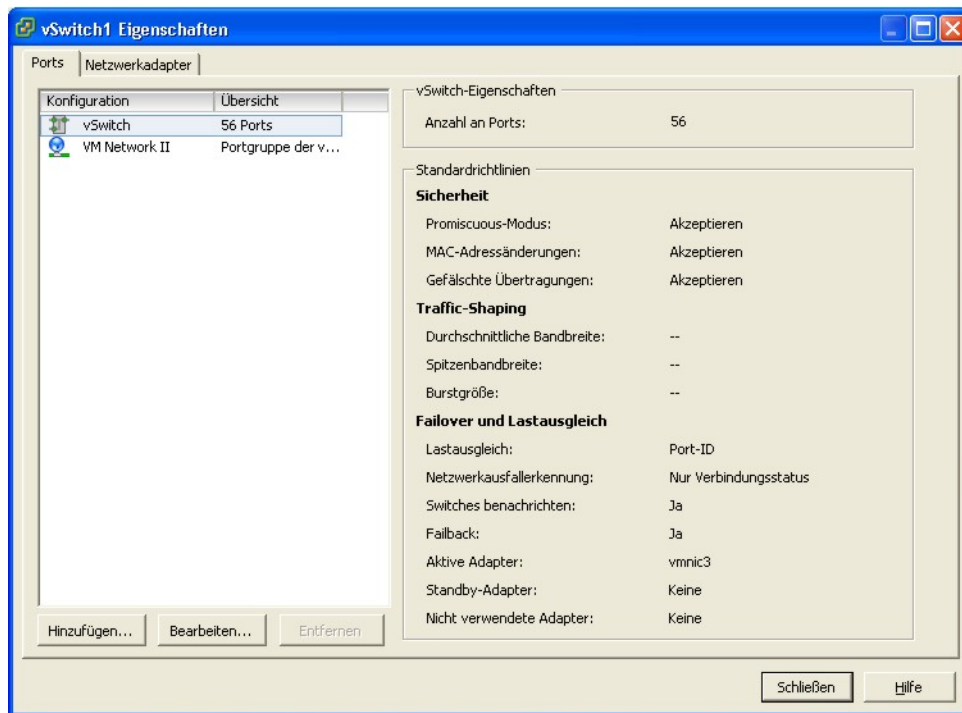 vSwitch1 Eigenschaften
Ports Netzwerkadapter
Konfiguration Übersicht
vSwitch 56 Ports
VM Network II Portgruppe der v...
Hinzufügen... Bearbeiten... Entfernen
vSwitch-Eigenschaften
Anzahl an Ports: 56
Standardrichtlinien
Sicherheit
Promiscuous-Modus: Akzeptieren
MAC-Adressänderungen: Akzeptieren
Gefälschte Übertragungen: Akzeptieren
Traffic-Shaping
Durchschnittliche Bandbreite: --
Spitzenbandbreite: --
Burstgröße: --
Failover und Lastausgleich
Lastausgleich: Port-ID
Netzwerkausfallerkennung: Nur Verbindungsstatus
Switches benachrichten: Ja
Failback: Ja
Aktive Adapter: vmnic3
Standby-Adapter: Keine
Nicht verwendete Adapter: Keine
Schließen Hilfe